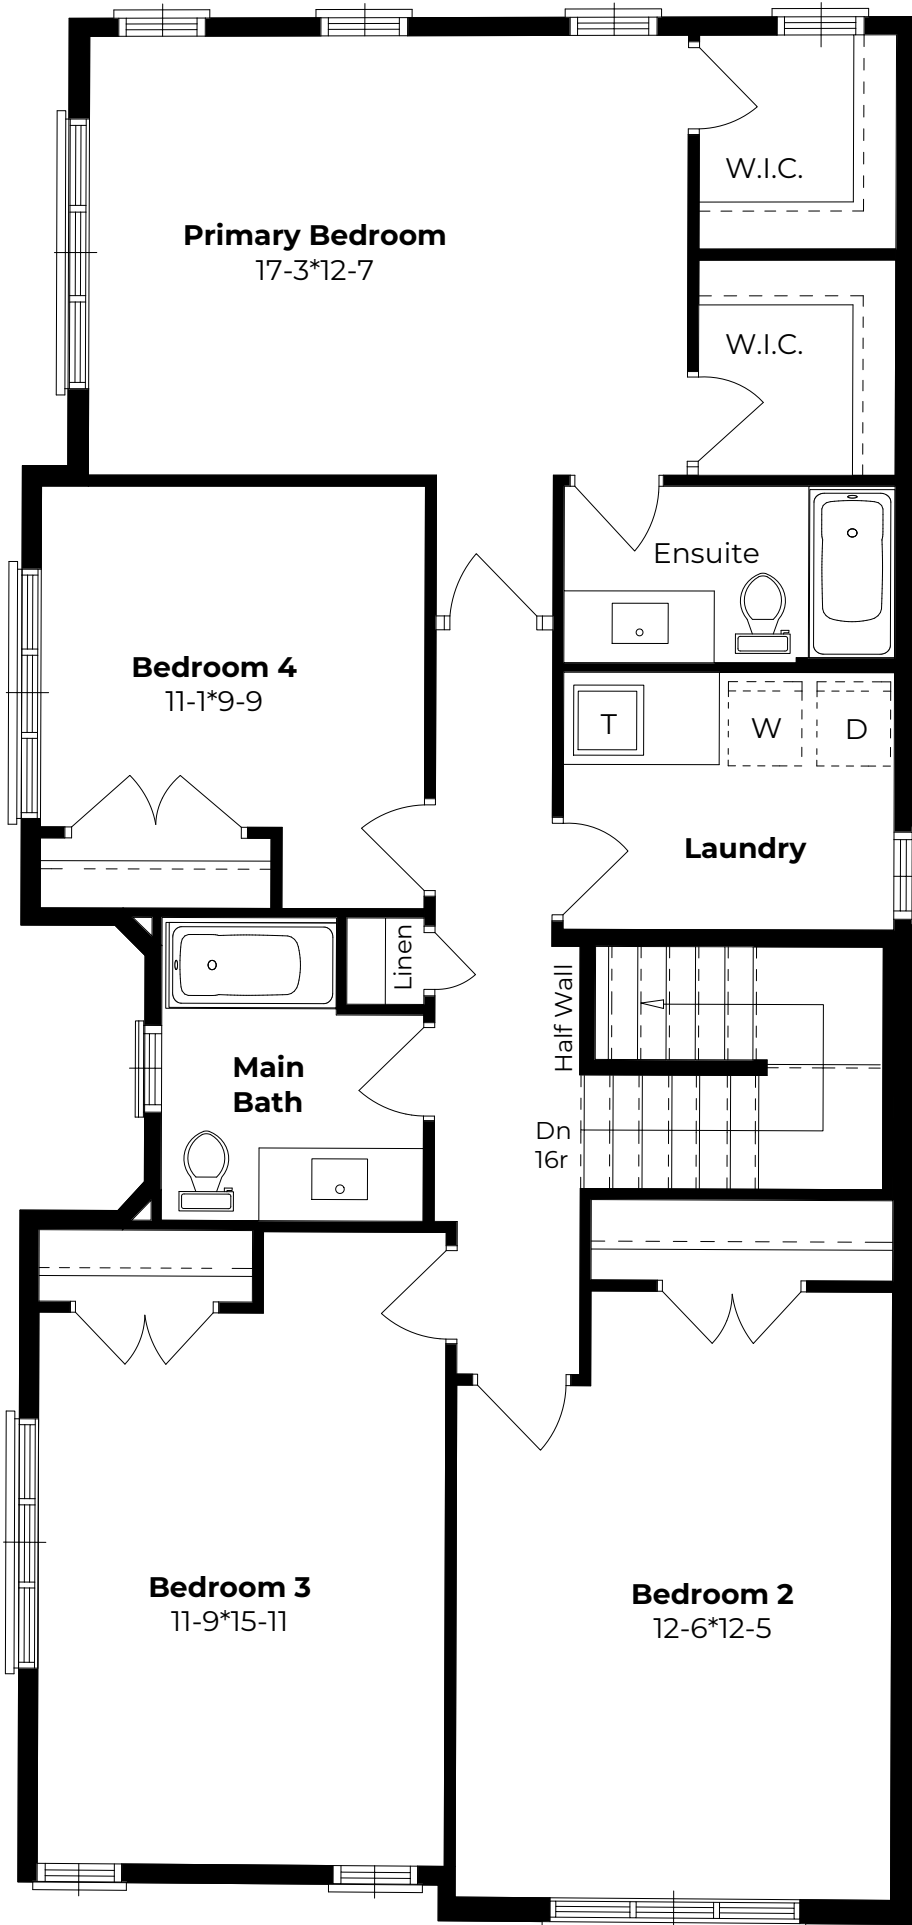 W.I.C.
Primary Bedroom
17-3*12-7
W.I.C.
Ensuite
Bedroom 4
11-1*9-9
T
W
D
Laundry
Linen
Half Wall
Main
Bath
Dn
16r
Bedroom 3
11-9*15-11
Bedroom 2
12-6*12-5